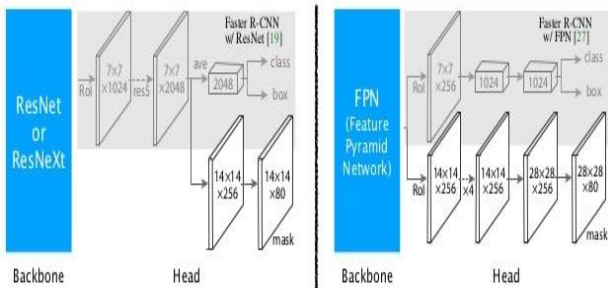 Faster R-CNN
w/ ResNet [19]
ResNet
or
ResNeXt
RoI
7×7
×1024
res5
7×7
×2048
ave
2048
class
box
14×14
×256
14×14
×80
mask
Backbone
Head
Faster R-CNN
w/ FPN [27]
FPN
(Feature
Pyramid
Network)
RoI
7×7
×256
1024
1024
class
box
RoI
14×14
×256
×4
14×14
×256
28×28
×256
28×28
×80
mask
Backbone
Head